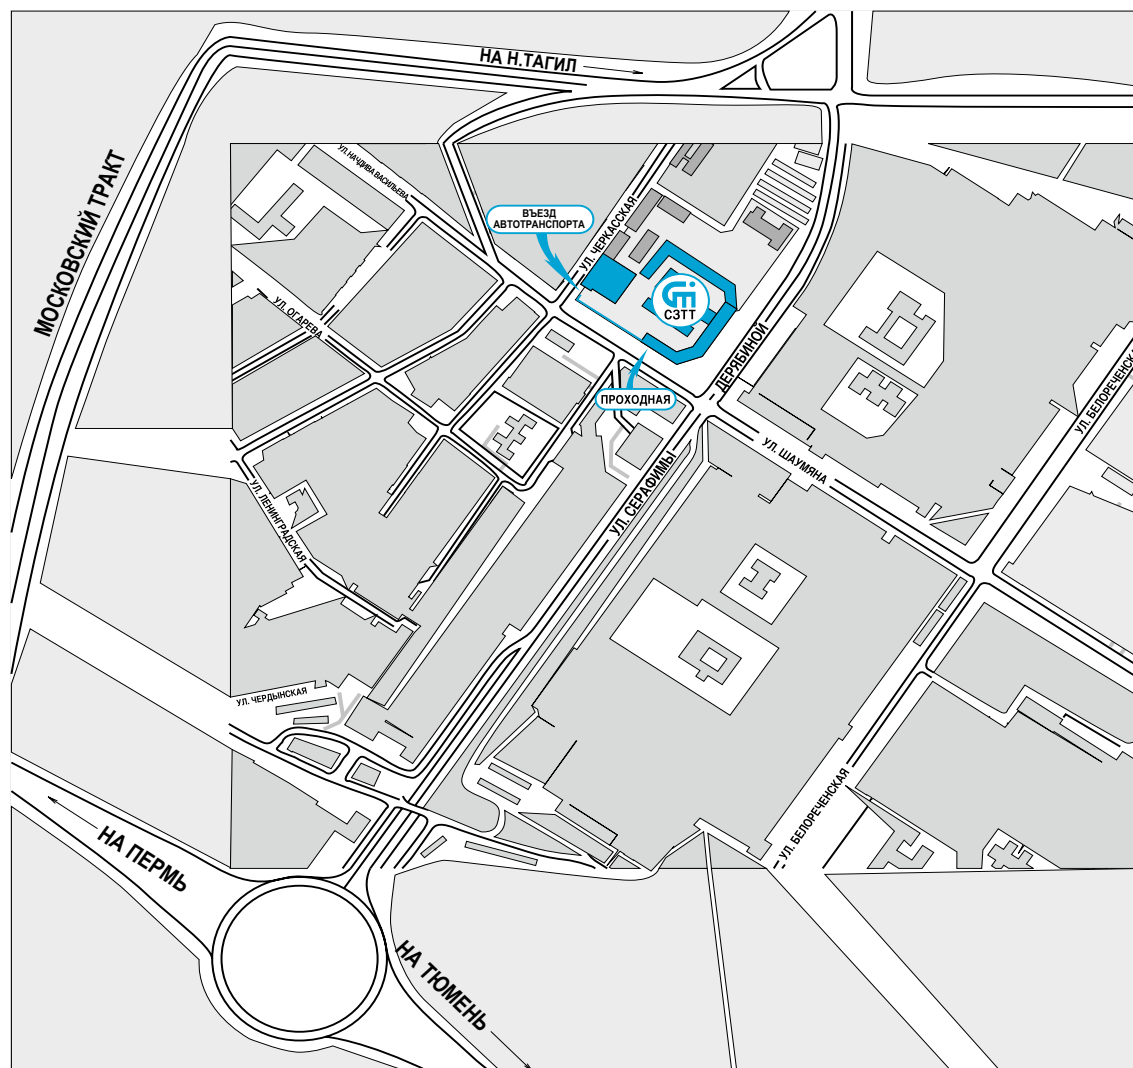 НА Н.ТАГИЛ
МОСКОВСКИЙ ТРАКТ
УЛ. НАЧДИВА ВАСИЛЬЕВА
ВЪЕЗД
АВТОТРАНСПОРТА
УЛ. ЧЕРКАССКАЯ
СЗТТ
УЛ. ОГАРЕВА
ДЕРЯБИНОЙ
ПРОХОДНАЯ
УЛ. БЕЛОРЕЧЕНСКАЯ
УЛ. ШАУМЯНА
УЛ. СЕРАФИМЫ
УЛ. ЛЕНИНГРАДСКАЯ
УЛ. ЧЕРДЫНСКАЯ
УЛ. БЕЛОРЕЧЕНСКАЯ
НА ПЕРМЬ
НА ТЮМЕНЬ